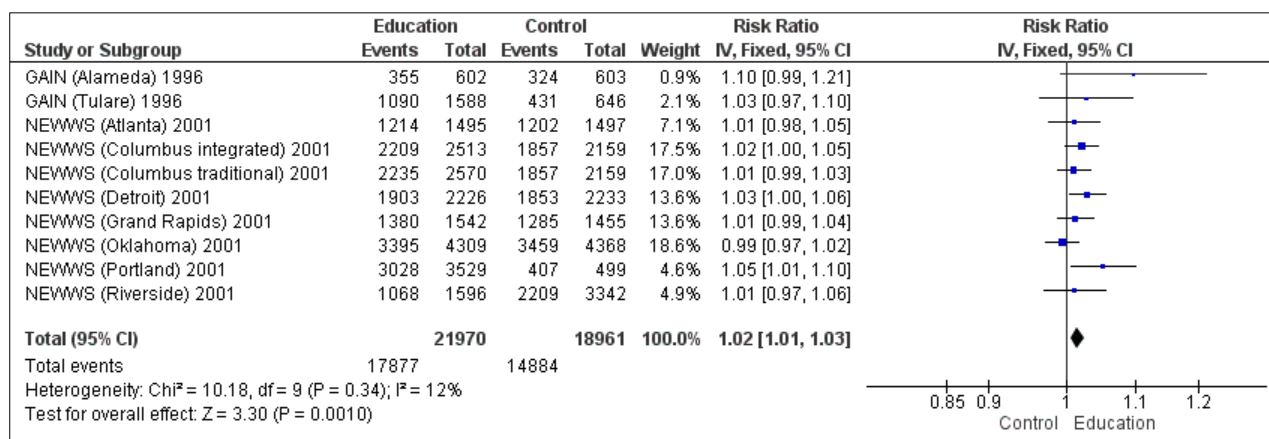 Education Control Risk Ratio Risk Ratio
Study or Subgroup Events Total Events Total Weight IV, Fixed, 95% CI IV, Fixed, 95% CI
GAIN (Alameda) 1996 355 602 324 603 0.9% 1.10 [0.99, 1.21]
GAIN (Tulare) 1996 1090 1588 431 646 2.1% 1.03 [0.97, 1.10]
NEWWS (Atlanta) 2001 1214 1495 1202 1497 7.1% 1.01 [0.98, 1.05]
NEWWS (Columbus integrated) 2001 2209 2513 1857 2159 17.5% 1.02 [1.00, 1.05]
NEWWS (Columbus traditional) 2001 2235 2570 1857 2159 17.0% 1.01 [0.99, 1.03]
NEWWS (Detroit) 2001 1903 2226 1853 2233 13.6% 1.03 [1.00, 1.06]
NEWWS (Grand Rapids) 2001 1380 1542 1285 1455 13.6% 1.01 [0.99, 1.04]
NEWWS (Oklahoma) 2001 3395 4309 3459 4368 18.6% 0.99 [0.97, 1.02]
NEWWS (Portland) 2001 3028 3529 407 499 4.6% 1.05 [1.01, 1.10]
NEWWS (Riverside) 2001 1068 1596 2209 3342 4.9% 1.01 [0.97, 1.06]
Total (95% CI) 21970 18961 100.0% 1.02 [1.01, 1.03]
Total events 17877 14884
Heterogeneity: Chi² = 10.18, df = 9 (P = 0.34); I² = 12%
Test for overall effect: Z = 3.30 (P = 0.0010)
0.85 0.9 1 1.1 1.2
Control Education